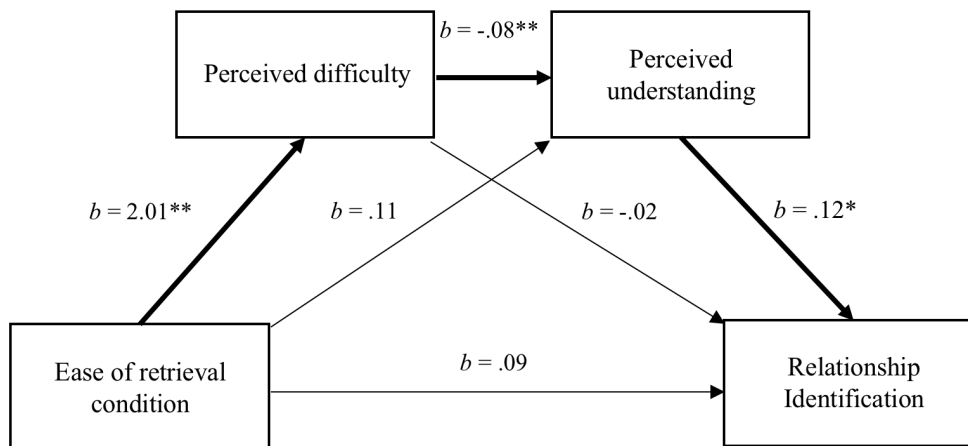 b = -.08**
Perceived difficulty
Perceived
understanding
b = 2.01**
b = .11
b = -.02
b = .12*
Ease of retrieval
condition
b = .09
Relationship
Identification